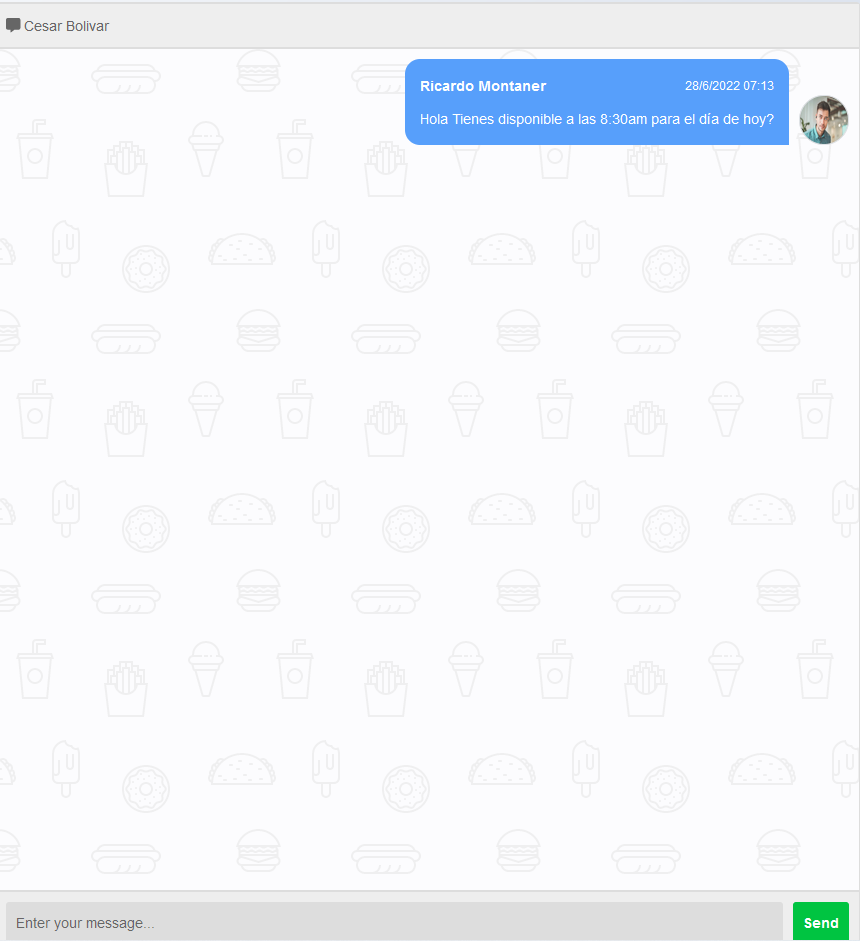 Cesar Bolivar
Ricardo Montaner 28/6/2022 07:13
Hola Tienes disponible a las 8:30am para el día de hoy?
Enter your message... Send